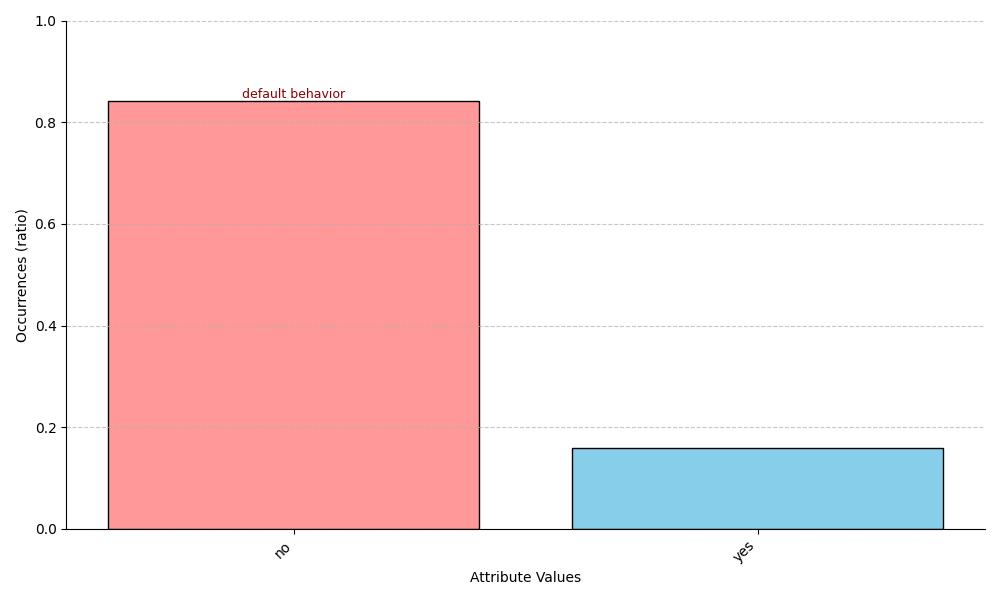 1.0
default behavior
0.8
0.6
0.4
0.2
0.0
Occurrences (ratio)
no
yes
Attribute Values